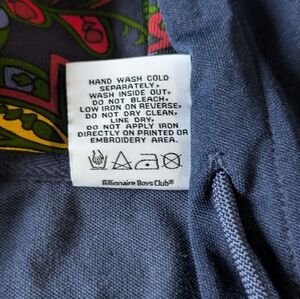 HAND WASH COLD
SEPARATELY,
WASH INSIDE OUT,
DO NOT BLEACH,
LOW IRON ON REVERSE,
DO NOT DRY CLEAN,
LINE DRY,
DO NOT APPLY IRON
DIRECTLY ON PRINTED OR
EMBROIDERY AREA.
Billionaire Boys Club®